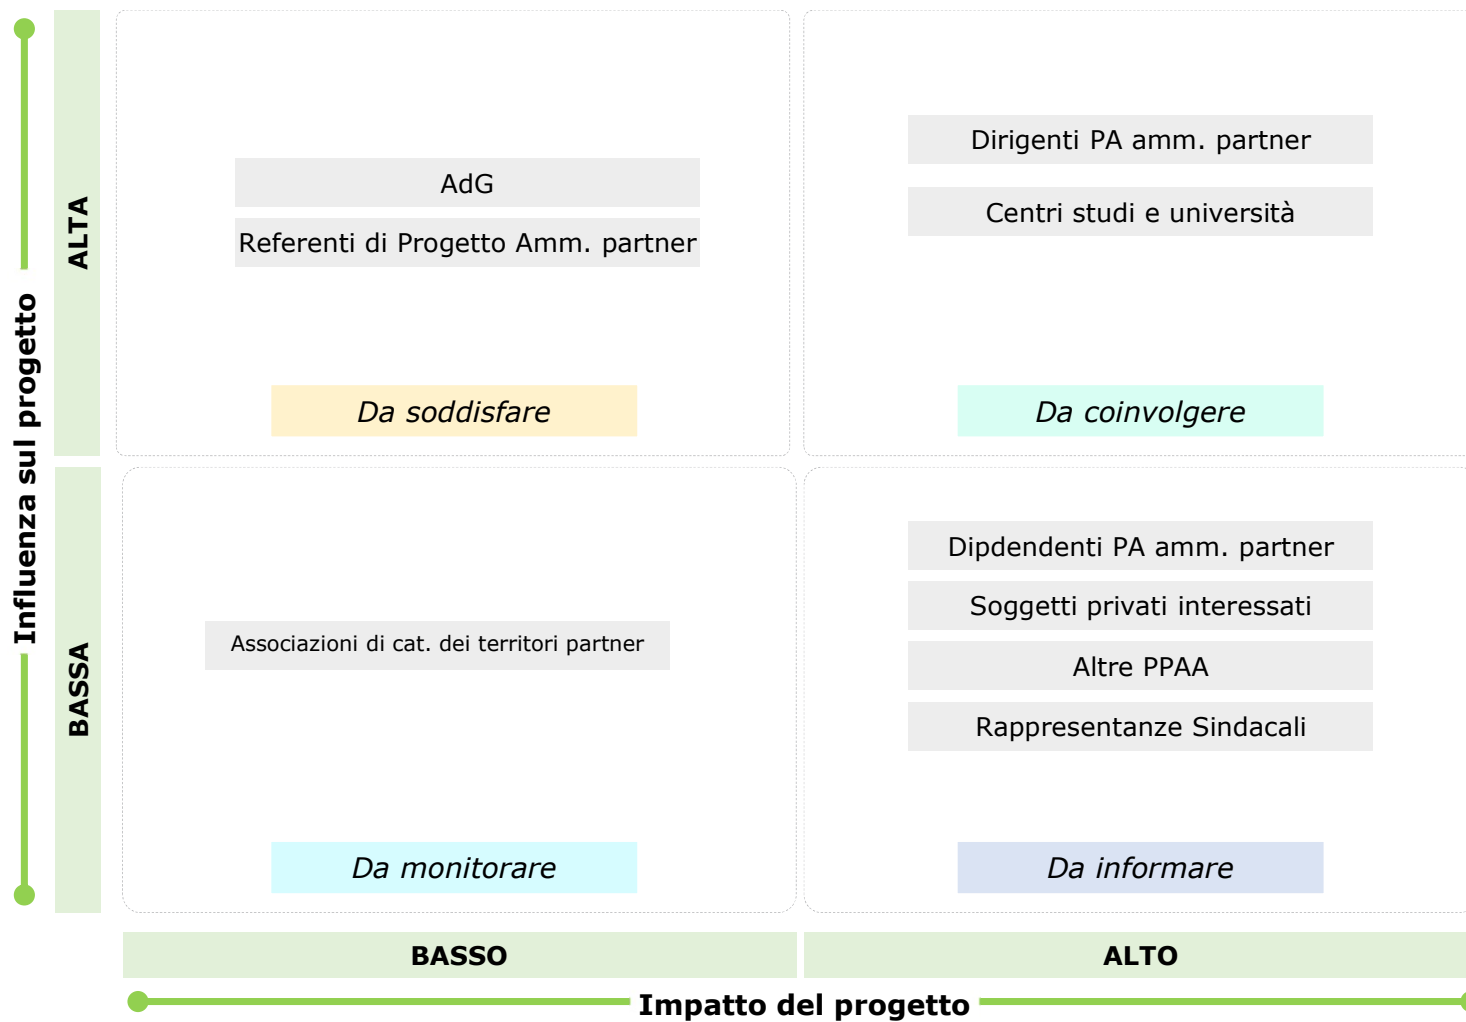 Influenza sul progetto
ALTA
AdG
Referenti di Progetto Amm. partner
Da soddisfare
Dirigenti PA amm. partner
Centri studi e università
Da coinvolgere
BASSA
Associazioni di cat. dei territori partner
Da monitorare
Dipdendenti PA amm. partner
Soggetti privati interessati
Altre PPAA
Rappresentanze Sindacali
Da informare
BASSO
ALTO
Impatto del progetto